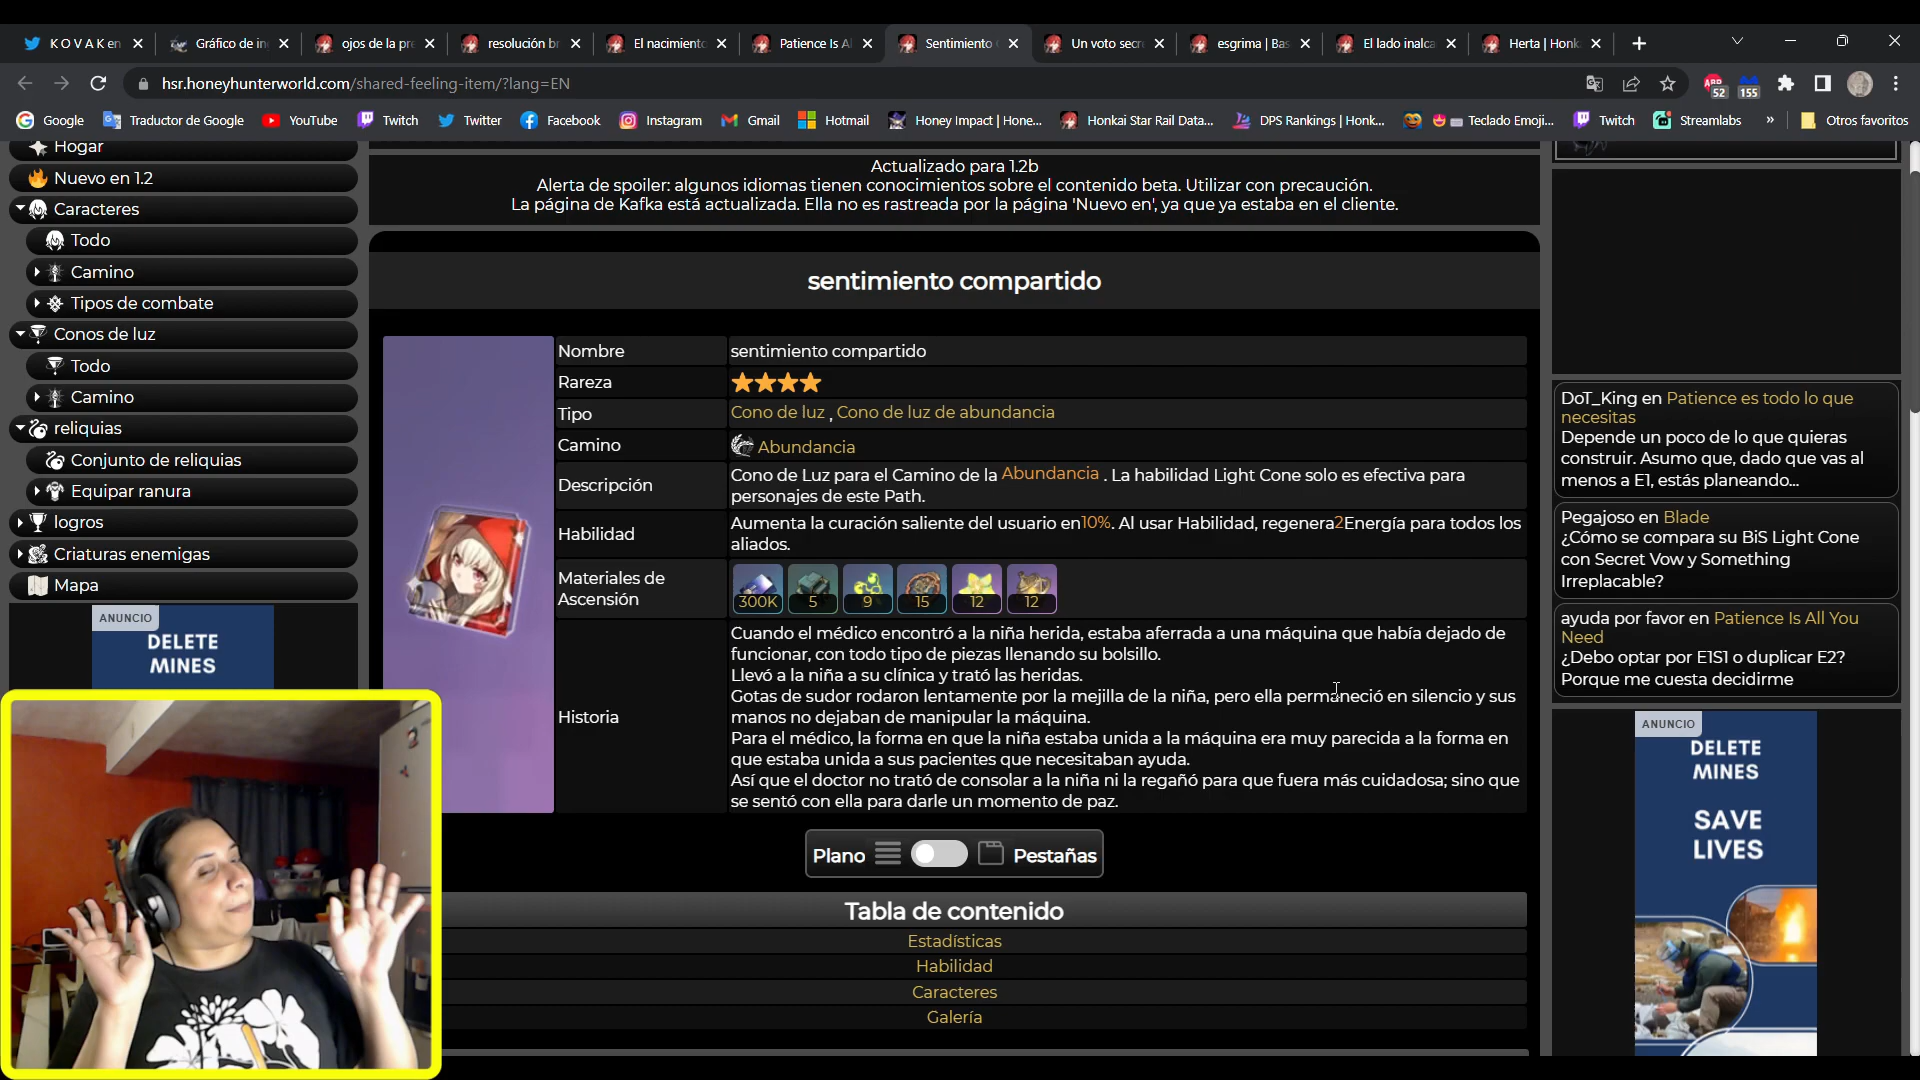 K O V A K en
Gráfico de in
ojos de la pre
resolución br
El nacimiento
Patience Is Al
Sentimiento
Un voto secre
esgrima | Bas
El lado inalca
Herta | Honk
hsr.honeyhunterworld.com/shared-feeling-item/?lang=EN
52
155
Google
Traductor de Google
YouTube
Twitch
Twitter
Facebook
Instagram
Gmail
Hotmail
Honey Impact | Hone...
Honkai Star Rail Data...
DPS Rankings | Honk...
Teclado Emoji...
Twitch
Streamlabs
»
Otros favoritos
Hogar
Nuevo en 1.2
Caracteres
Todo
Camino
Tipos de combate
Conos de luz
Todo
Camino
reliquias
Conjunto de reliquias
Equipar ranura
logros
Criaturas enemigas
Mapa
ANUNCIO
DELETE
MINES
Actualizado para 1.2b
Alerta de spoiler: algunos idiomas tienen conocimientos sobre el contenido beta. Utilizar con precaución.
La página de Kafka está actualizada. Ella no es rastreada por la página 'Nuevo en', ya que ya estaba en el cliente.
sentimiento compartido
Nombre
sentimiento compartido
Rareza
Tipo
Cono de luz , Cono de luz de abundancia
Camino
Abundancia
Descripción
Cono de Luz para el Camino de la Abundancia . La habilidad Light Cone solo es efectiva para
personajes de este Path.
Habilidad
Aumenta la curación saliente del usuario en10%. Al usar Habilidad, regenera2Energía para todos los
aliados.
Materiales de
Ascensión
300K
5
9
15
12
12
Historia
Cuando el médico encontró a la niña herida, estaba aferrada a una máquina que había dejado de
funcionar, con todo tipo de piezas llenando su bolsillo.
Llevó a la niña a su clínica y trató las heridas.
Gotas de sudor rodaron lentamente por la mejilla de la niña, pero ella permaneció en silencio y sus
manos no dejaban de manipular la máquina.
Para el médico, la forma en que la niña estaba unida a la máquina era muy parecida a la forma en
que estaba unida a sus pacientes que necesitaban ayuda.
Así que el doctor no trató de consolar a la niña ni la regañó para que fuera más cuidadosa; sino que
se sentó con ella para darle un momento de paz.
Plano
Pestañas
Tabla de contenido
Estadísticas
Habilidad
Caracteres
Galería
DoT_King en Patience es todo lo que
necesitas
Depende un poco de lo que quieras
construir. Asumo que, dado que vas al
menos a E1, estás planeando...
Pegajoso en Blade
¿Cómo se compara su BiS Light Cone
con Secret Vow y Something
Irreplacable?
ayuda por favor en Patience Is All You
Need
¿Debo optar por E1S1 o duplicar E2?
Porque me cuesta decidirme
ANUNCIO
DELETE
MINES
SAVE
LIVES